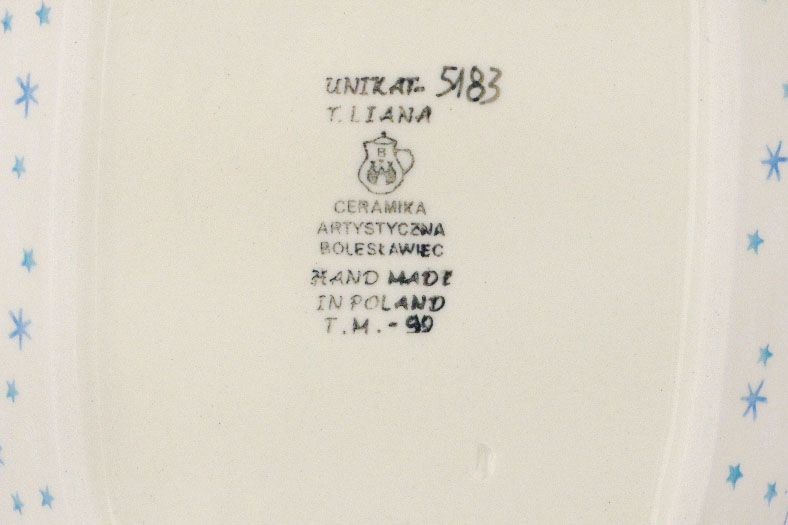 UNIKAT- 5183
T. LIANA
B
CERAMIKA
ARTYSTYCZNA
BOLESŁAWIEC
HAND MADE
IN POLAND
T.M.-99